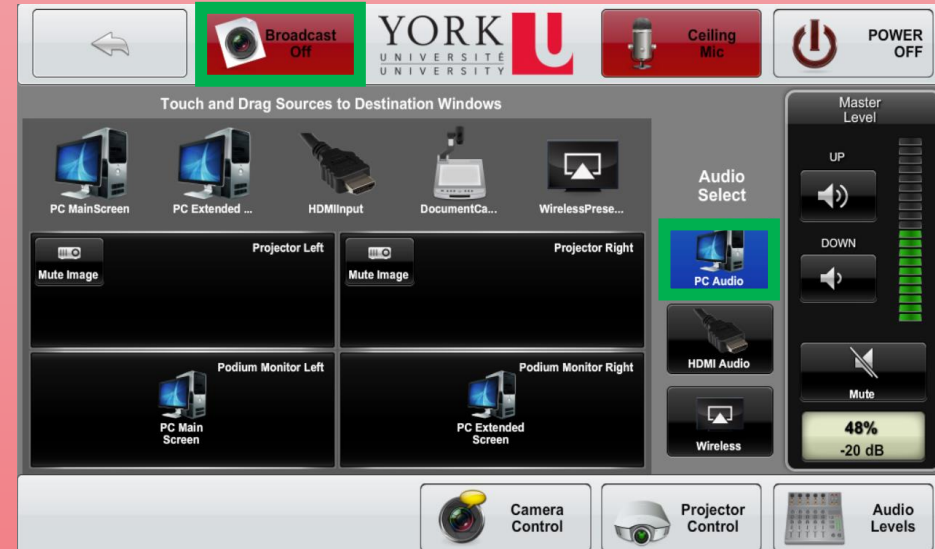 Broadcast
Off
YORK
UNIVERSITÉ
UNIVERSITY
U
Ceiling
Mic
POWER
OFF
Touch and Drag Sources to Destination Windows
PC MainScreen
PC Extended ...
HDMIInput
DocumentCa...
WirelessPrese...
Audio
Select
Master
Level
UP
DOWN
Mute Image
Projector Left
Mute Image
Projector Right
PC Audio
HDMI Audio
Wireless
Podium Monitor Left
PC Main
Screen
Podium Monitor Right
PC Extended
Screen
Mute
48%
-20 dB
Camera
Control
Projector
Control
Audio
Levels